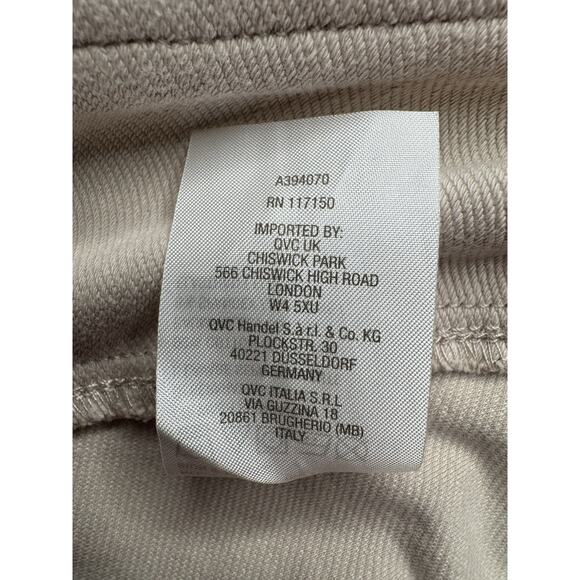 A394070
RN 117150
IMPORTED BY:
QVC UK
CHISWICK PARK
566 CHISWICK HIGH ROAD
LONDON
W4 5XU
QVC Handel S.à r.l. & Co. KG
PLOCKSTR. 30
40221 DÜSSELDORF
GERMANY
QVC ITALIA S.R.L
VIA GUZZINA 18
20861 BRUGHERIO (MB)
ITALY